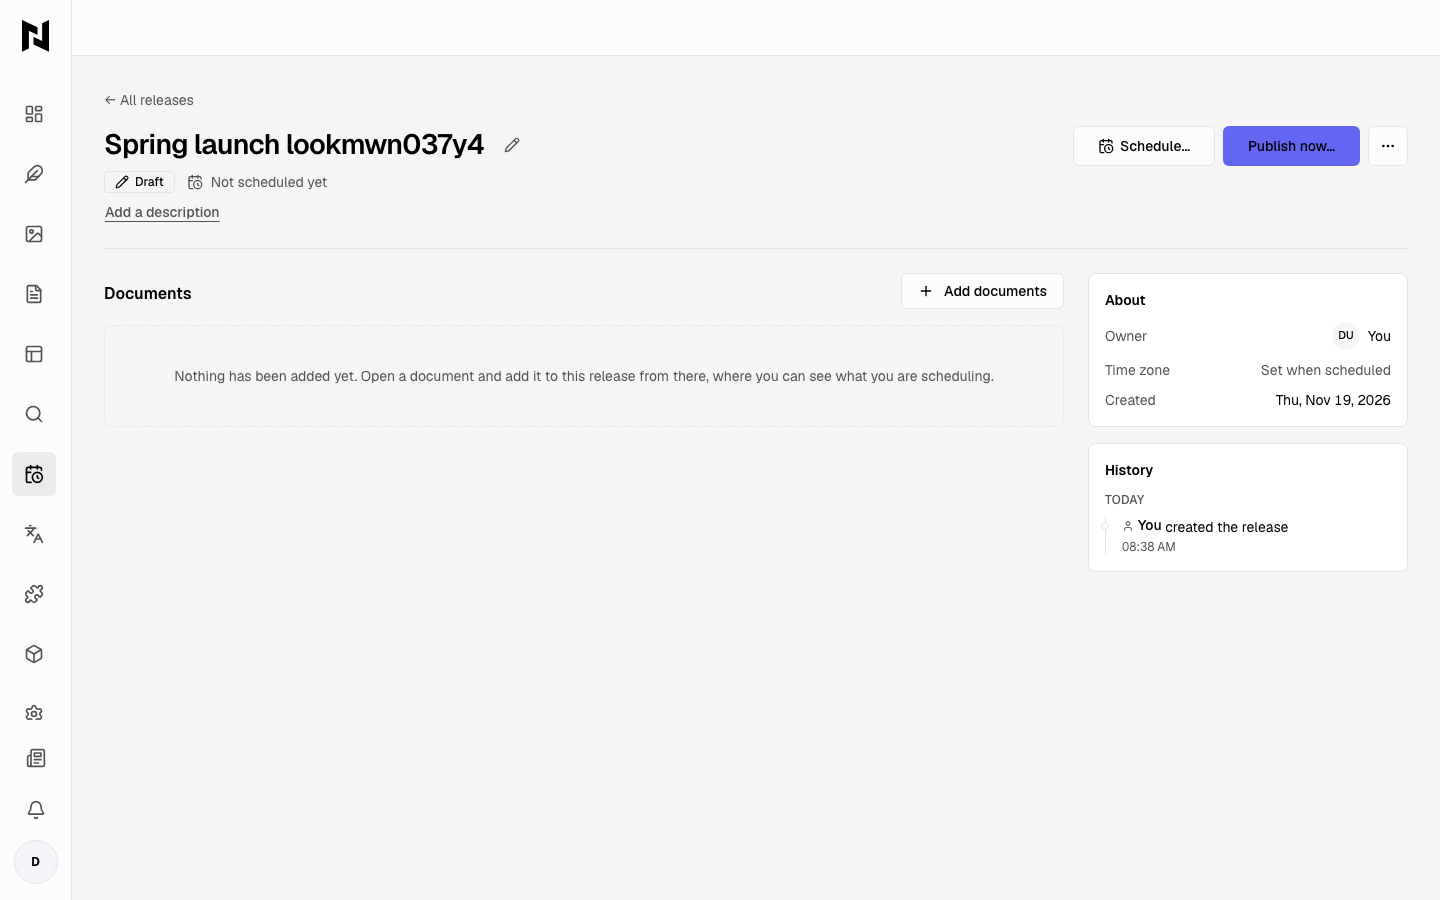 ← All releases
Spring launch lookmwn037y4
Schedule...
Publish now...
Draft
Not scheduled yet
Add a description
Documents
Add documents
Nothing has been added yet. Open a document and add it to this release from there, where you can see what you are scheduling.
About
Owner
DU You
Time zone
Set when scheduled
Created
Thu, Nov 19, 2026
History
TODAY
You created the release
08:38 AM
D